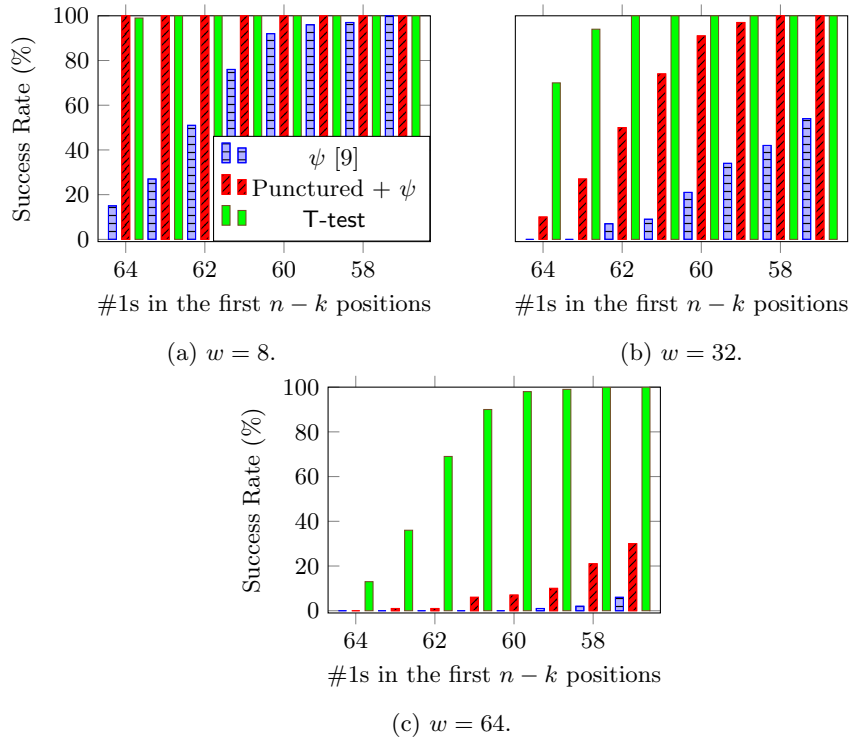 100
80
60
40
20
0
Success Rate (%)
64 62 60 58
#1s in the first n − k positions
ψ [9]
Punctured + ψ
T-test
(a) w = 8.
100
80
60
40
20
0
64 62 60 58
#1s in the first n − k positions
(b) w = 32.
100
80
60
40
20
0
Success Rate (%)
64 62 60 58
#1s in the first n − k positions
(c) w = 64.